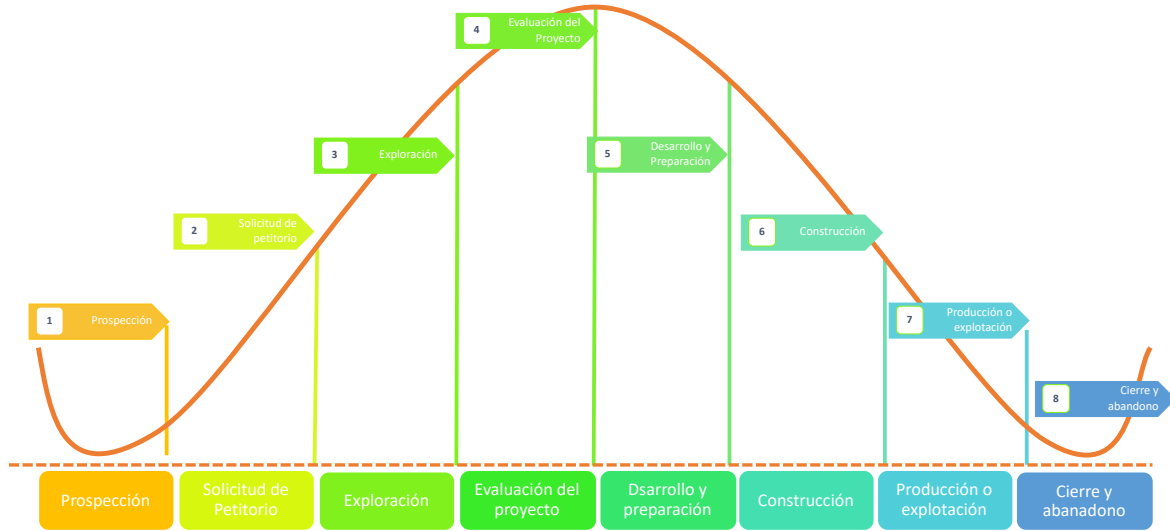 4
Evaluación del
Proyecto
3
Exploración
5
Desarrollo y
Preparación
2
Solicitud de
petitorio
6
Construcción
1
Prospección
7
Producción o
explotación
8
Cierre y
abandono
Prospección
Solicitud de
Petitorio
Exploración
Evaluación del
proyecto
Dsarrollo y
preparación
Construcción
Producción o
explotación
Cierre y
abanadono